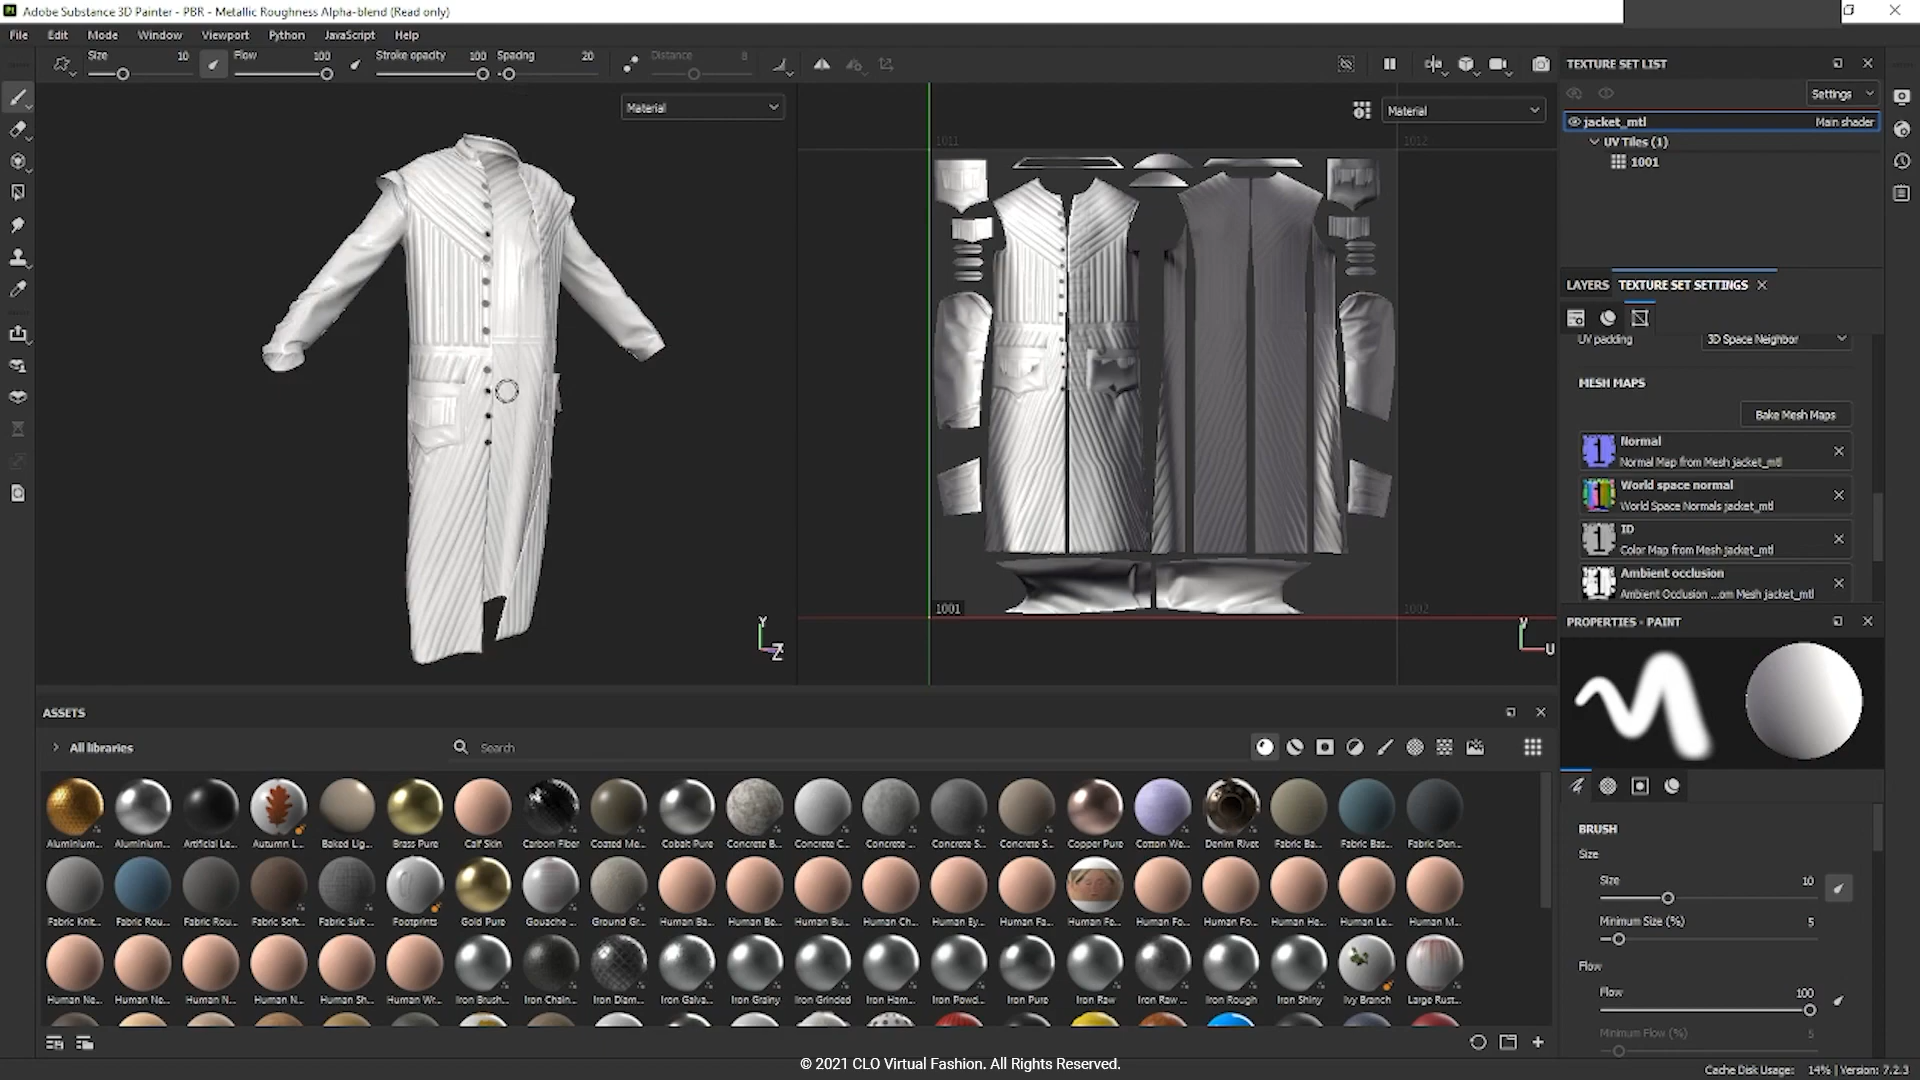 Adobe Substance 3D Painter - PBR - Metallic Roughness Alpha-blend (Read only)
File Edit Mode Window Viewport Python JavaScript Help
Size 10 Flow 100 Stroke opacity 100 Spacing 20 Distance 8
Material
Material
1011
1012
1001
1002
Y
Z
V
U
TEXTURE SET LIST
Settings
jacket_mtl Main shader
UV Tiles (1)
1001
LAYERS TEXTURE SET SETTINGS
UV padding 3D Space Neighbor
MESH MAPS
Bake Mesh Maps
Normal
Normal Map from Mesh jacket_mtl
World space normal
World Space Normals jacket_mtl
ID
Color Map from Mesh jacket_mtl
Ambient occlusion
Ambient Occlusion ...om Mesh jacket_mtl
PROPERTIES - PAINT
BRUSH
Size
Size 10
Minimum Size (%) 5
Flow
Flow 100
Minimum Flow (%) 5
ASSETS
All libraries
Search
Aluminium... Aluminium... Artificial Le... Autumn L... Baked Lig... Brass Pure Calf Skin Carbon Fiber Coated Me... Cobalt Pure Concrete B... Concrete C... Concrete ... Concrete S... Concrete S... Copper Pure Cotton We... Denim Rivet Fabric Ba... Fabric Bas... Fabric Den...
Fabric Knit... Fabric Rou... Fabric Rou... Fabric Soft... Fabric Suit ... Footprints Gold Pure Gouache ... Ground Gr... Human Ba... Human Be... Human Bu... Human Ch... Human Ey... Human Fa... Human Fe... Human Fo... Human Fo... Human He... Human Le... Human M...
Human Ne... Human Ne... Human N... Human N... Human Sh... Human Wr... Iron Brush... Iron Chain... Iron Diam... Iron Galva... Iron Grainy Iron Grinded Iron Ham... Iron Powd... Iron Pure Iron Raw Iron Raw ... Iron Rough Iron Shiny Ivy Branch Large Rust...
© 2021 CLO Virtual Fashion. All Rights Reserved.
Cache Disk Usage: 14% | Version: 7.2.3